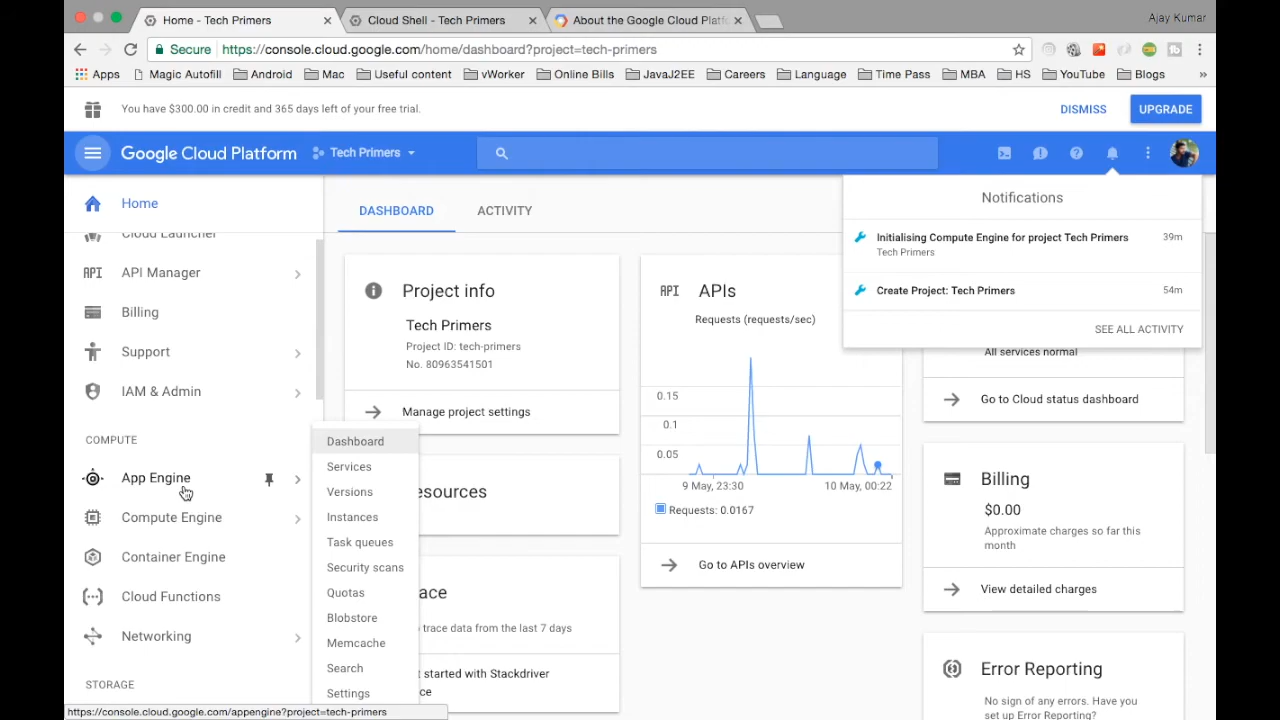 Home - Tech Primers
Cloud Shell - Tech Primers
About the Google Cloud Platf
Ajay Kumar
Secure
https://console.cloud.google.com/home/dashboard?project=tech-primers
Apps
Magic Autofill
Android
Mac
Useful content
vWorker
Online Bills
JavaJ2EE
Careers
Language
Time Pass
MBA
HS
YouTube
Blogs
»
You have $300.00 in credit and 365 days left of your free trial.
DISMISS
UPGRADE
Google Cloud Platform
Tech Primers
Home
Cloud Launcher
API
API Manager
Billing
Support
IAM & Admin
COMPUTE
App Engine
Compute Engine
Container Engine
Cloud Functions
Networking
STORAGE
Dashboard
Services
Versions
Instances
Task queues
Security scans
Quotas
Blobstore
Memcache
Search
Settings
DASHBOARD
ACTIVITY
Project info
Tech Primers
Project ID: tech-primers
No. 80963541501
Manage project settings
esources
ace
trace data from the last 7 days
t started with Stackdriver
ce
API
APIs
Requests (requests/sec)
0.15
0.1
0.05
9 May, 23:30
10 May, 00:22
Requests: 0.0167
Go to APIs overview
Notifications
Initialising Compute Engine for project Tech Primers
39m
Tech Primers
Create Project: Tech Primers
54m
SEE ALL ACTIVITY
All services normal
Go to Cloud status dashboard
Billing
$0.00
Approximate charges so far this
month
View detailed charges
Error Reporting
No sign of any errors. Have you
set up Error Reporting?
https://console.cloud.google.com/appengine?project=tech-primers